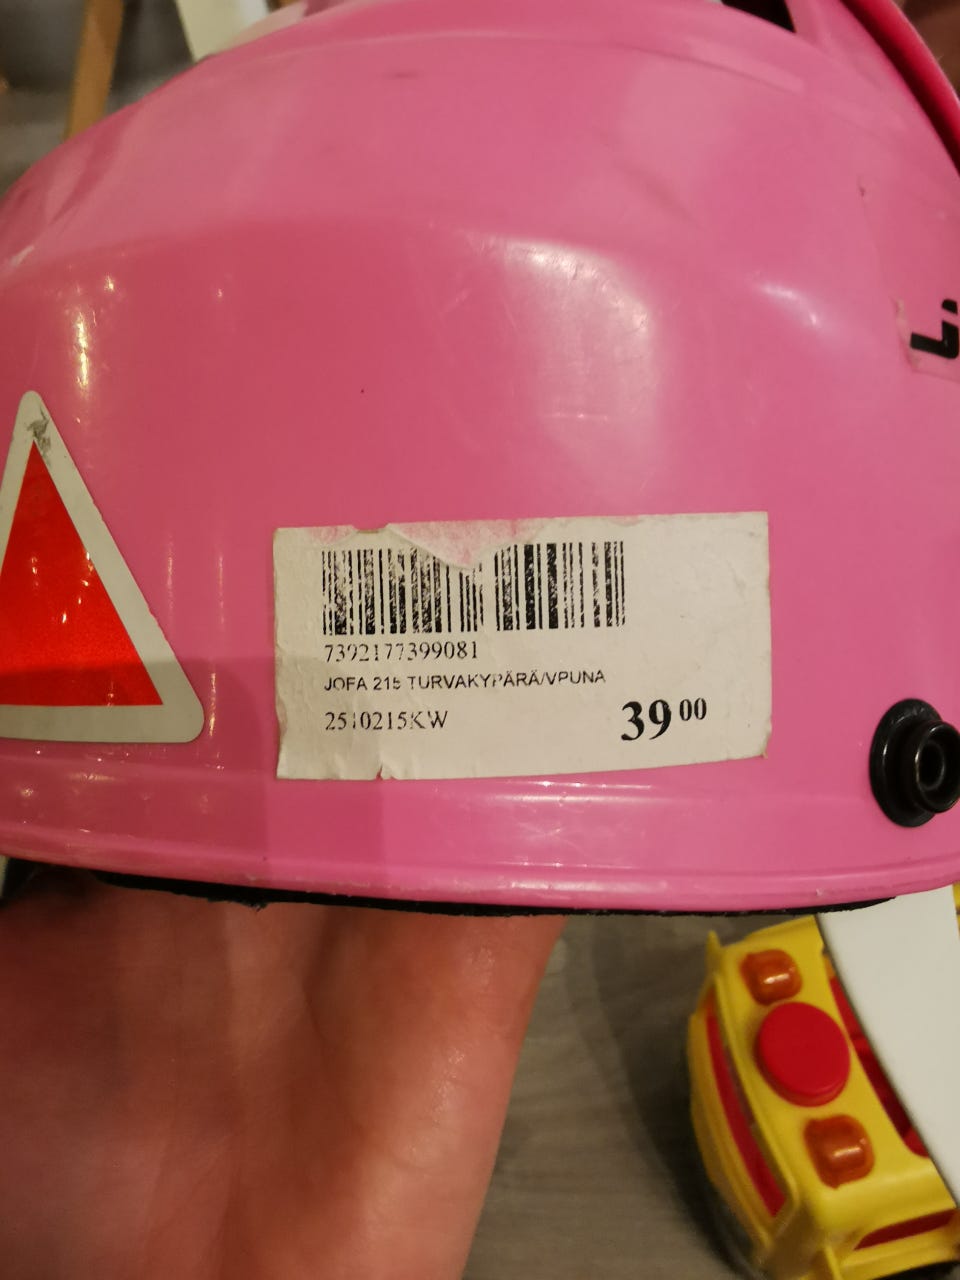 7392177399081
JOFA 215 TURVAKYPÄRÄ/VPUNA
2510215KW
39 00